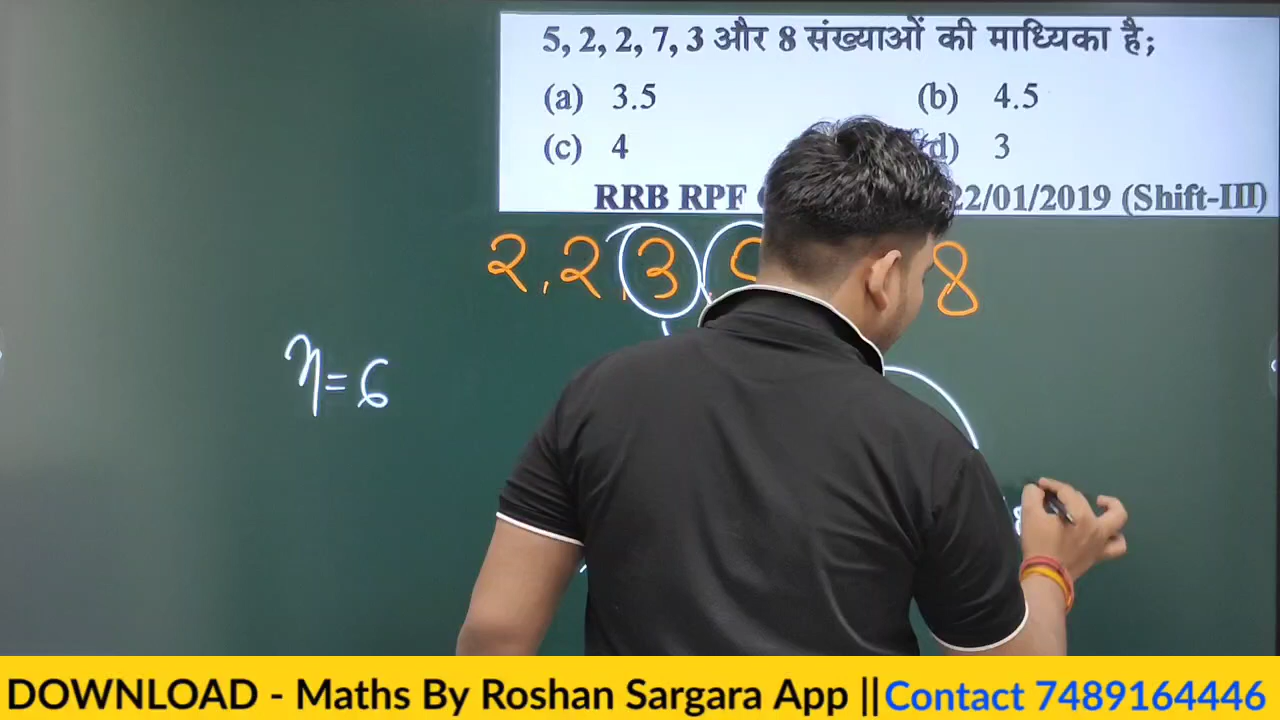 5, 2, 2, 7, 3 और 8 संख्याओं की माध्यिका है;
(a) 3.5 (b) 4.5
(c) 4 (d) 3
RRB RPF 22/01/2019 (Shift-III)
2, 2, 3, 8
n = 6
DOWNLOAD - Maths By Roshan Sargara App || Contact 7489164446